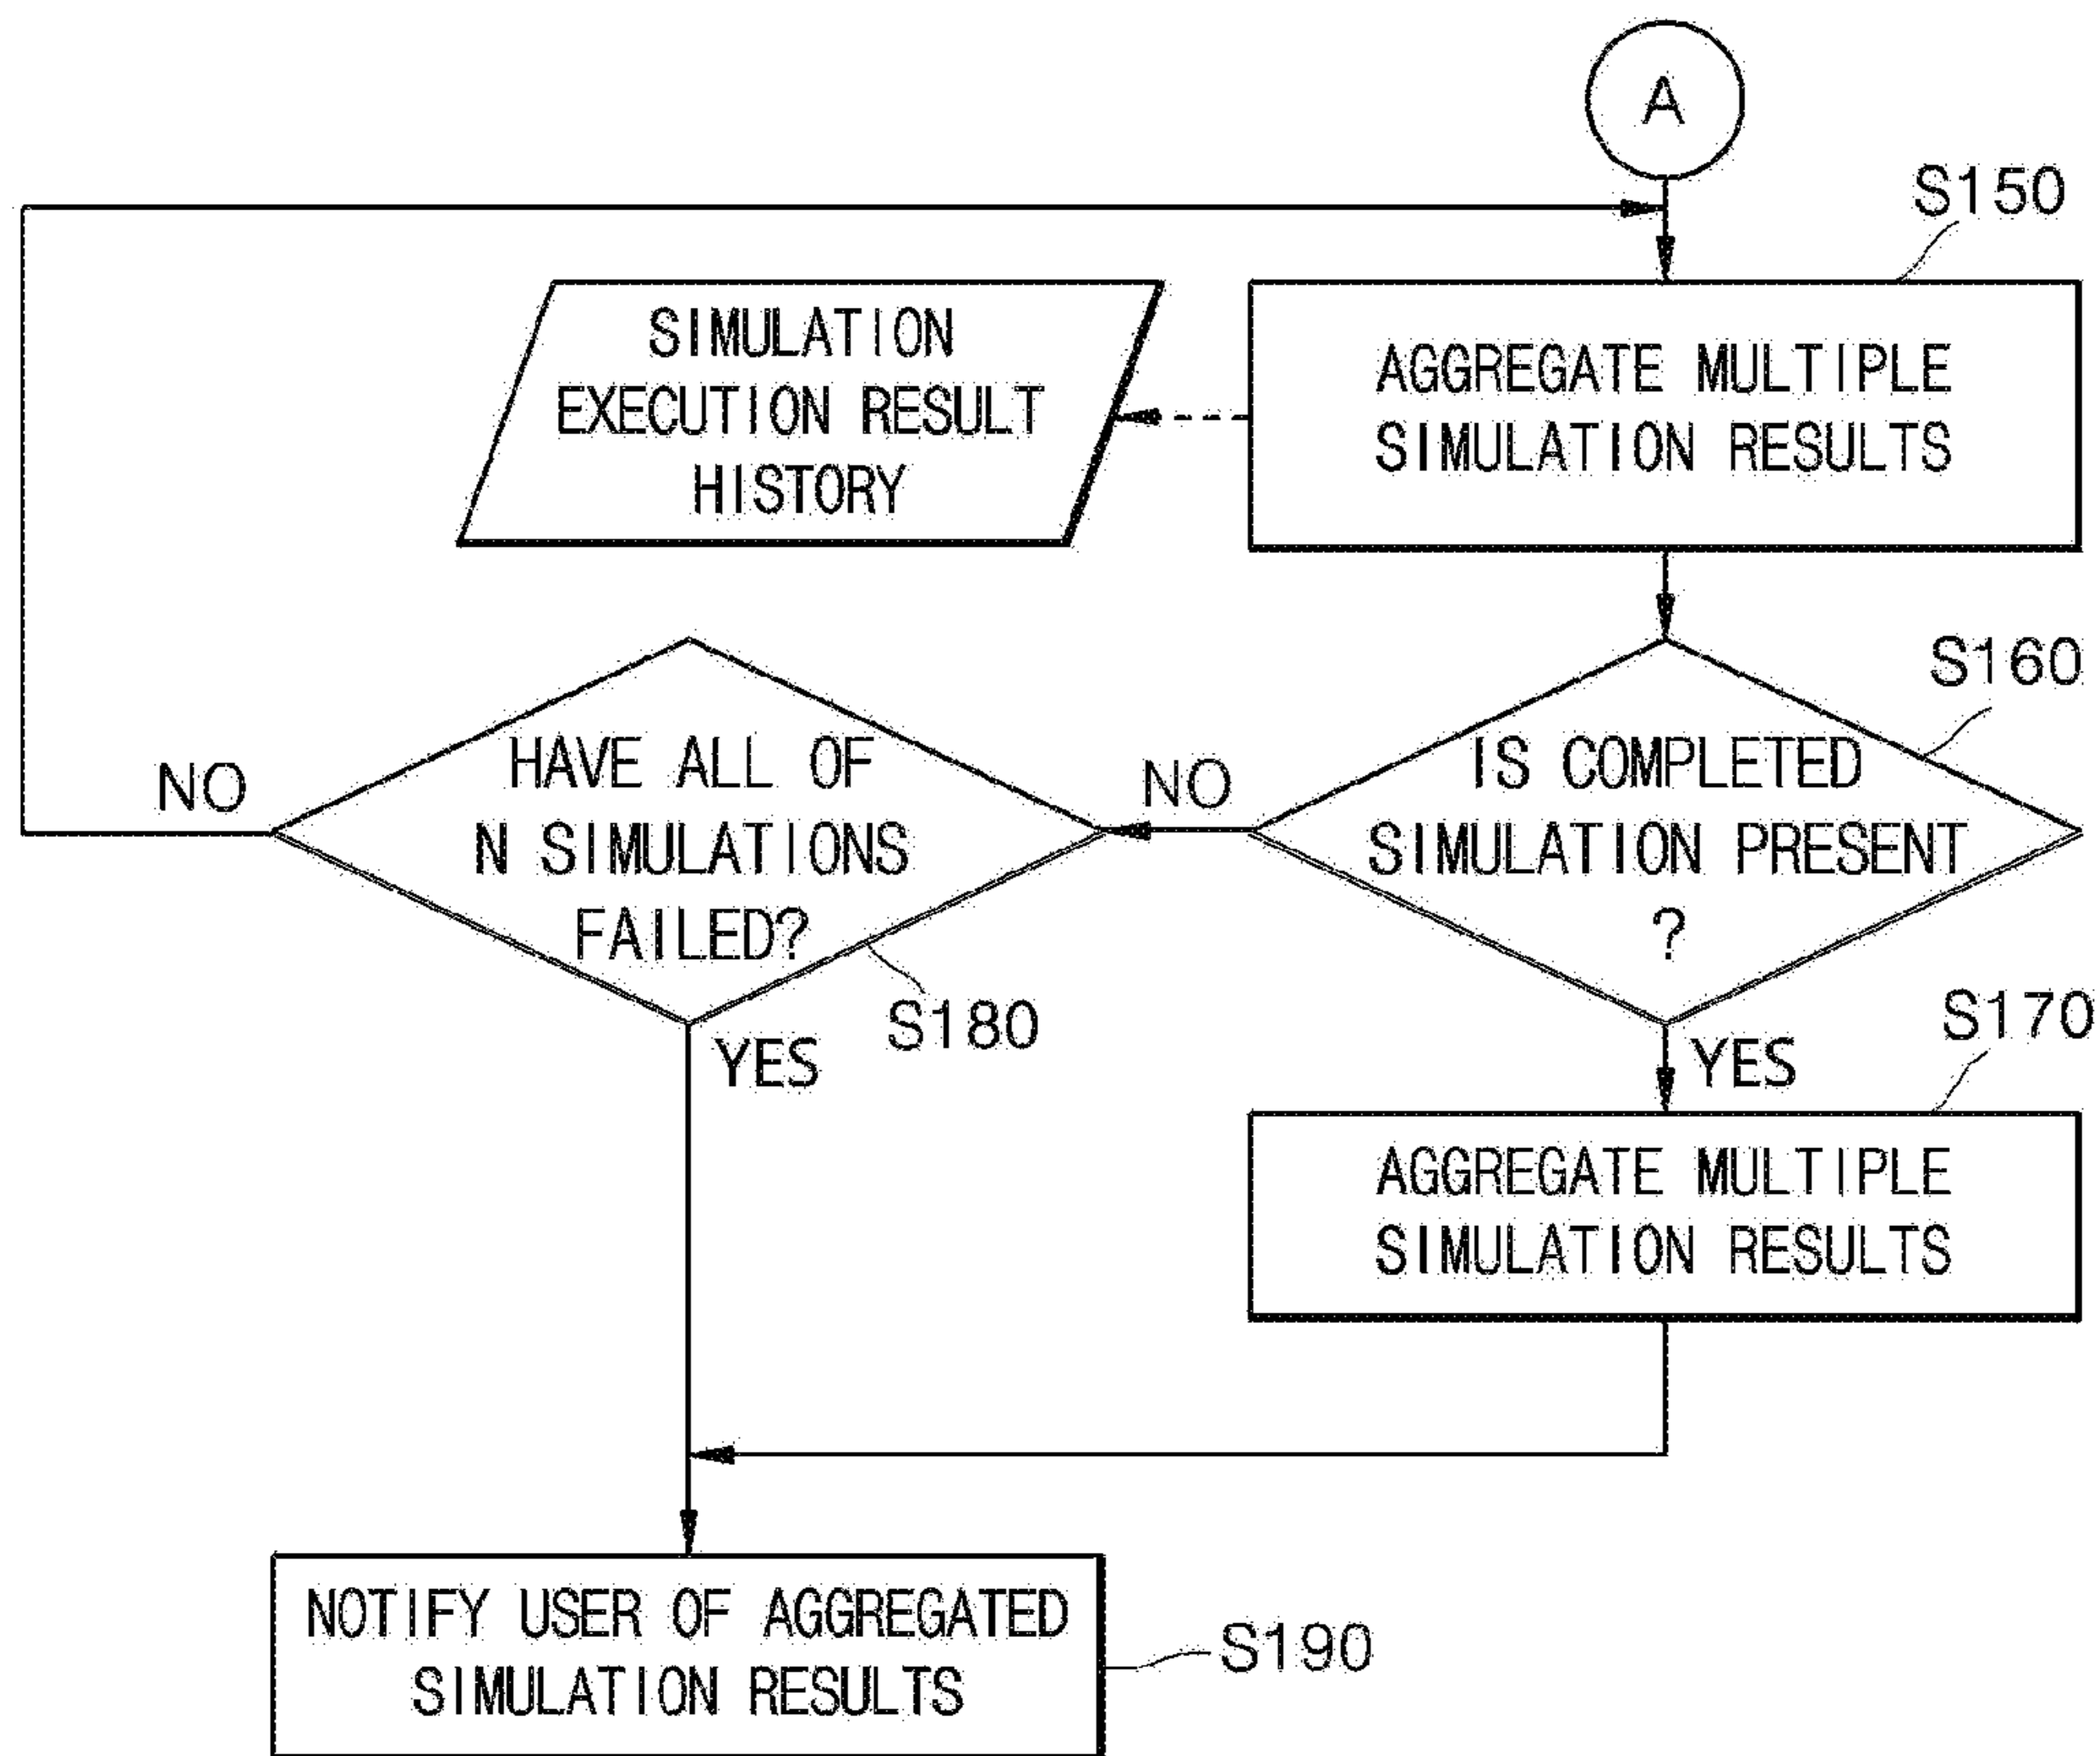 A
S150
SIMULATION
EXECUTION RESULT
HISTORY
AGGREGATE MULTIPLE
SIMULATION RESULTS
S160
NO
HAVE ALL OF
N SIMULATIONS
FAILED?
NO
IS COMPLETED
SIMULATION PRESENT
?
S180
YES
S170
YES
AGGREGATE MULTIPLE
SIMULATION RESULTS
NOTIFY USER OF AGGREGATED
SIMULATION RESULTS
S190